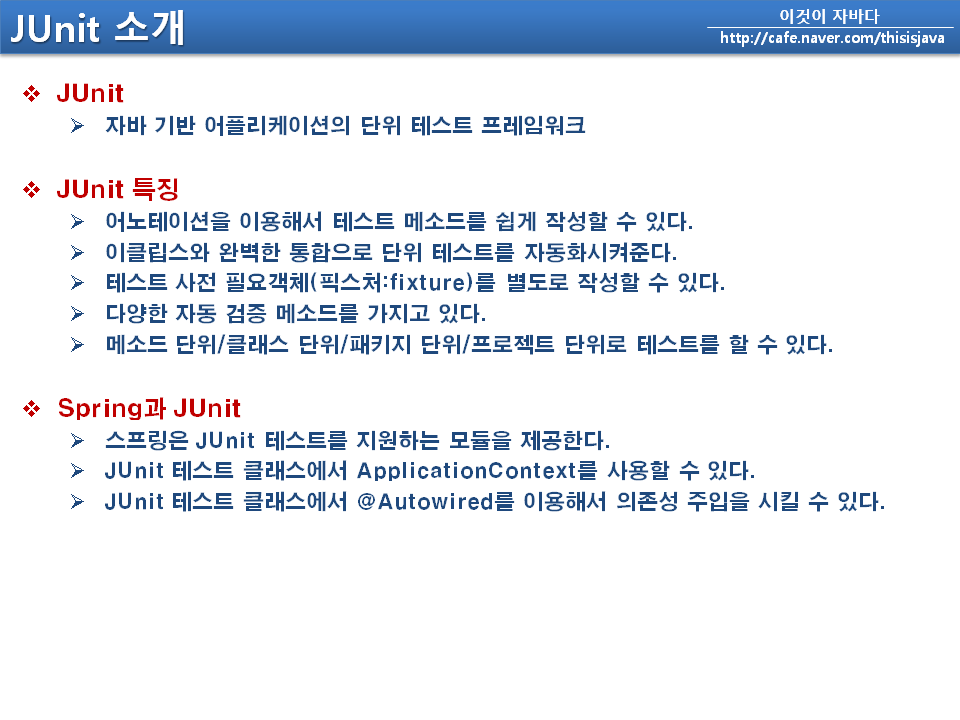 JUnit 소개
이것이 자바다
http://cafe.naver.com/thisisjava
JUnit
자바 기반 어플리케이션의 단위 테스트 프레임워크
JUnit 특징
어노테이션을 이용해서 테스트 메소드를 쉽게 작성할 수 있다.
이클립스와 완벽한 통합으로 단위 테스트를 자동화시켜준다.
테스트 사전 필요객체(픽스처:fixture)를 별도로 작성할 수 있다.
다양한 자동 검증 메소드를 가지고 있다.
메소드 단위/클래스 단위/패키지 단위/프로젝트 단위로 테스트를 할 수 있다.
Spring과 JUnit
스프링은 JUnit 테스트를 지원하는 모듈을 제공한다.
JUnit 테스트 클래스에서 ApplicationContext를 사용할 수 있다.
JUnit 테스트 클래스에서 @Autowired를 이용해서 의존성 주입을 시킬 수 있다.